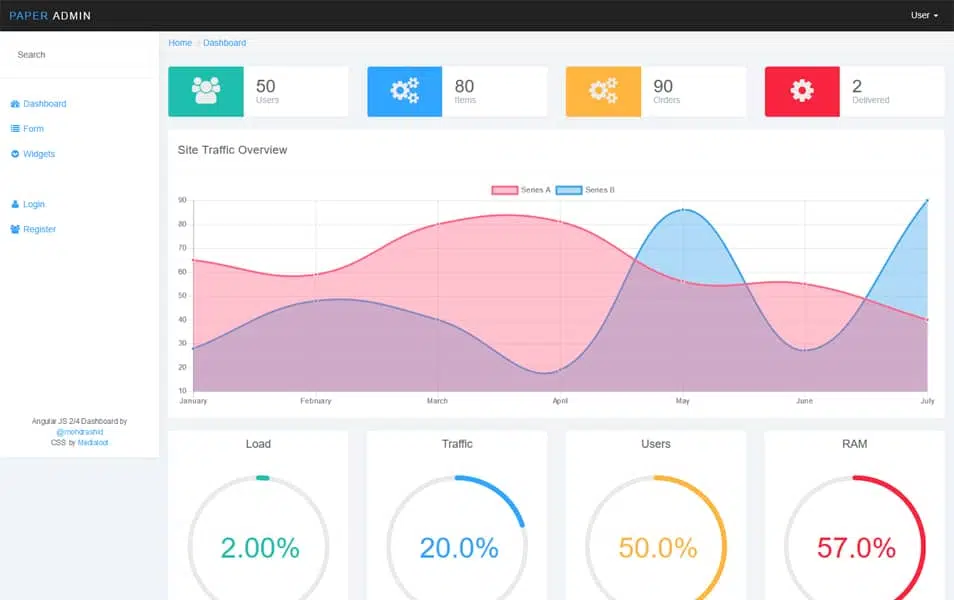 PAPER ADMIN
User
Search
Home / Dashboard
Dashboard
Form
Widgets
Login
Register
Angular JS 2/4 Dashboard by
@mohdrashid
CSS by Medialoot
50
Users
80
Items
90
Orders
2
Delivered
Site Traffic Overview
Series A Series B
90
80
70
60
50
40
30
20
10
January February March April May June July
Load Traffic Users RAM
2.00% 20.0% 50.0% 57.0%